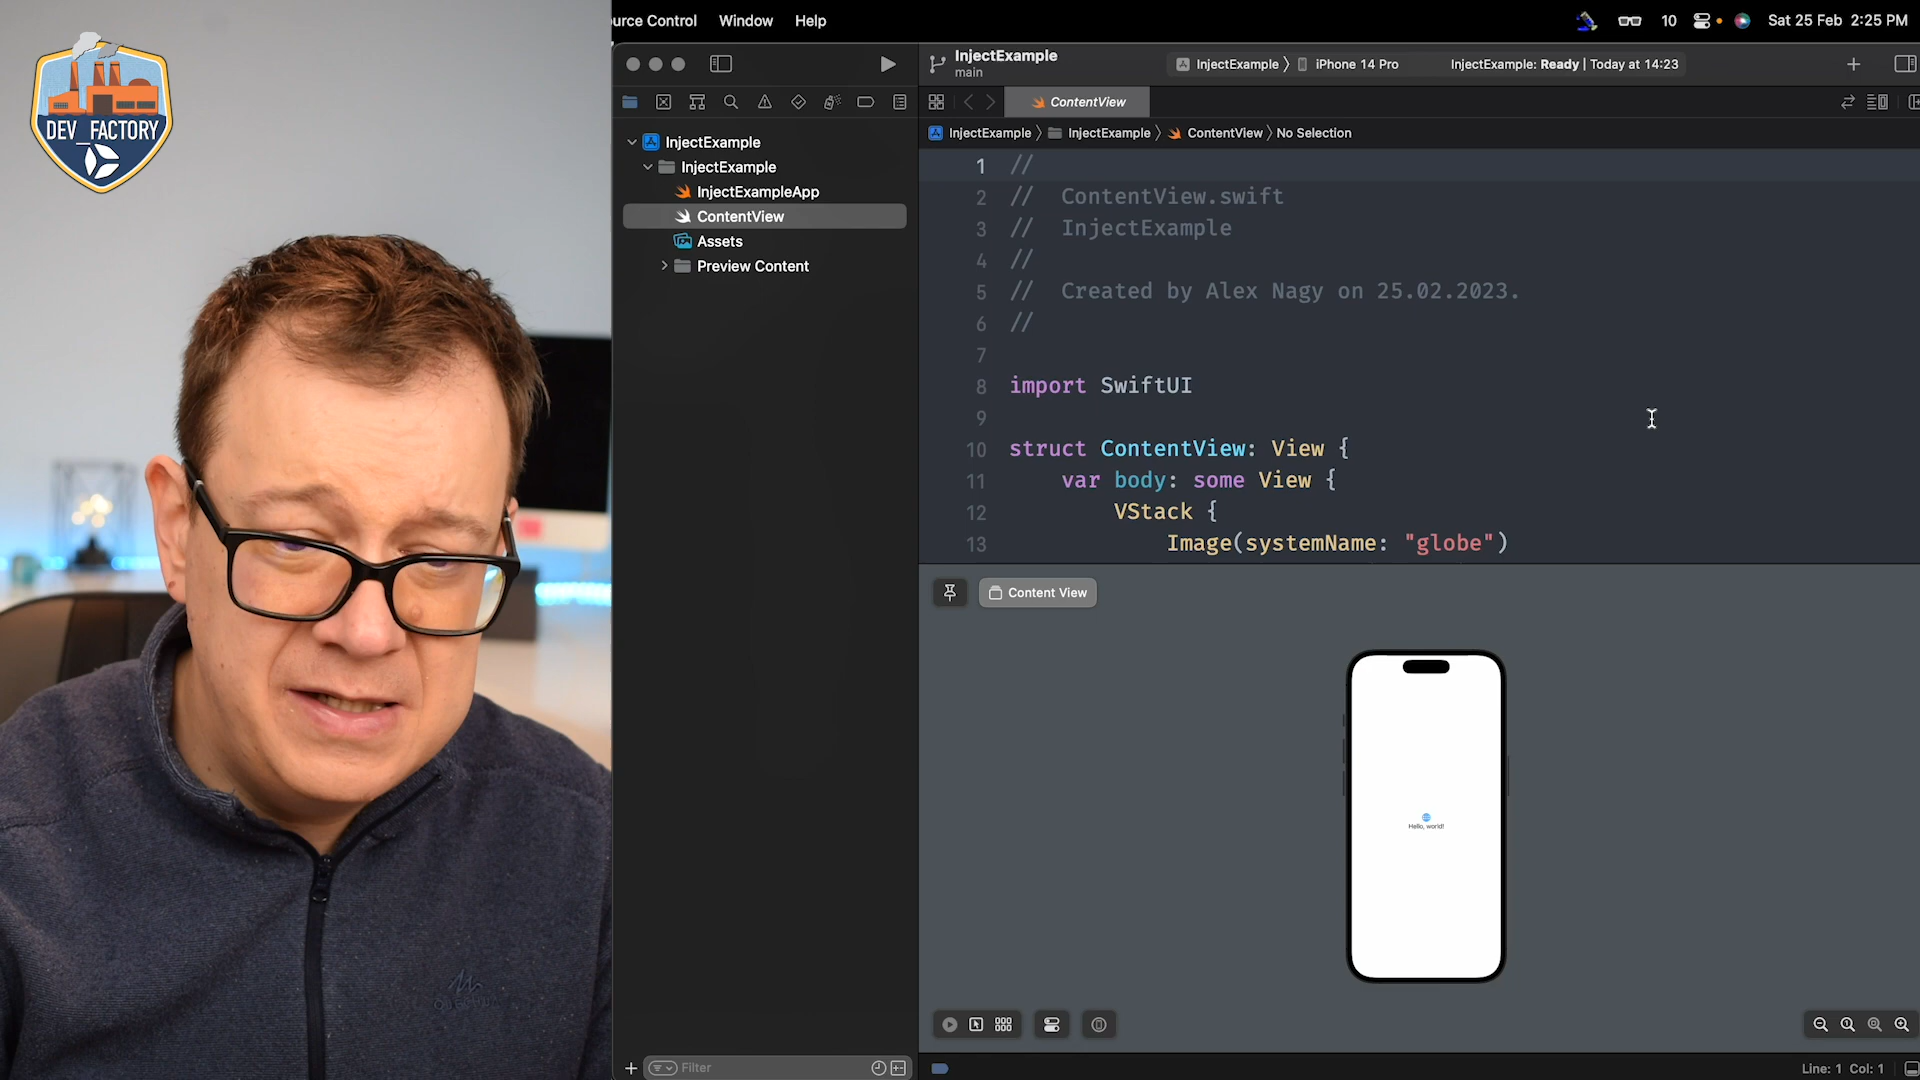 DEV FACTORY
urce Control Window Help
10 Sat 25 Feb 2:25 PM
InjectExample
main
InjectExample iPhone 14 Pro
InjectExample: Ready | Today at 14:23
ContentView
InjectExample InjectExample ContentView No Selection
InjectExample
InjectExample
InjectExampleApp
ContentView
Assets
Preview Content
1 //
2 // ContentView.swift
3 // InjectExample
4 //
5 // Created by Alex Nagy on 25.02.2023.
6 //
7
8 import SwiftUI
9
10 struct ContentView: View {
11 var body: some View {
12 VStack {
13 Image(systemName: "globe")
Content View
Hello, world!
Filter
Line: 1 Col: 1